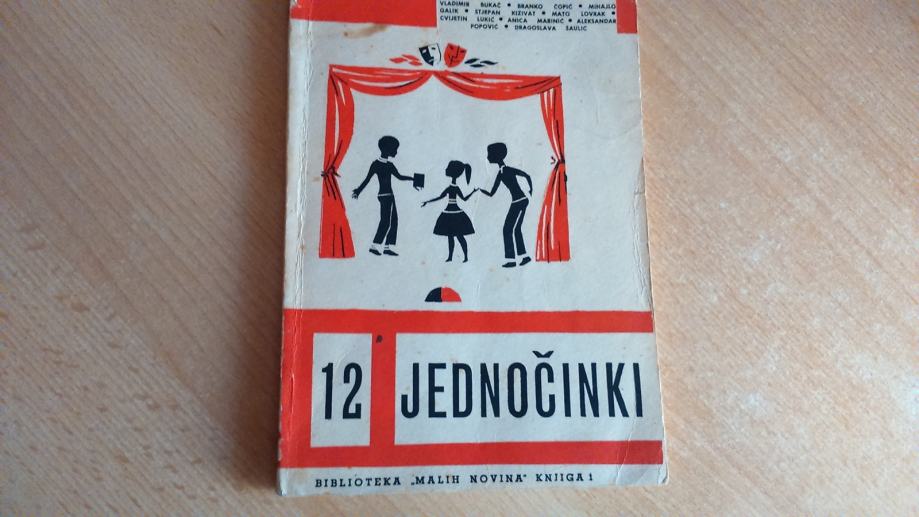 VLADIMIR BUKAČ • BRANKO ĆOPIĆ • MIHAJLO
GALIK • STJEPAN KIZIVAT • MATO LOVRAK •
CVIJETIN LUKIĆ • ANICA MARINIĆ • ALEKSANDAR
POPOVIĆ • DRAGOSLAVA SAULIĆ
12 JEDNOČINKI
BIBLIOTEKA „MALIH NOVINA" KNJIGA 1